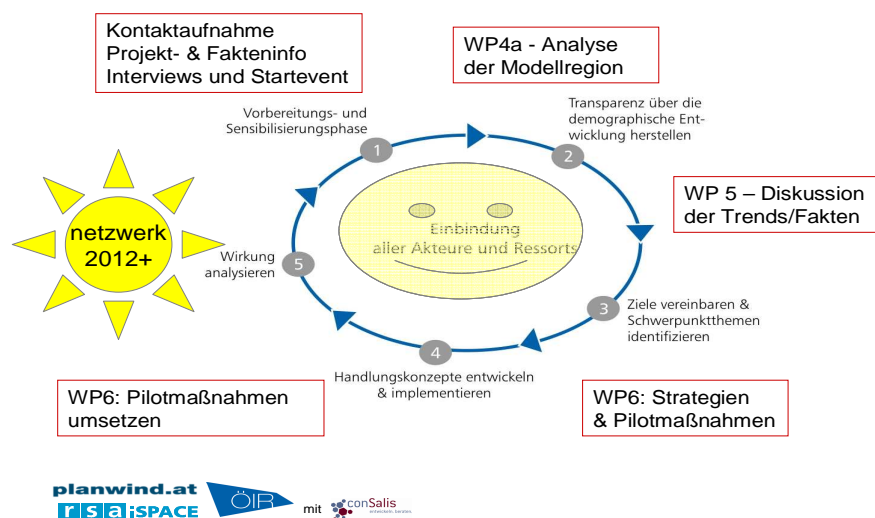 Kontaktaufnahme
Projekt- & Fakteninfo
Interviews und Startevent
WP4a - Analyse
der Modellregion
Vorbereitungs- und
Sensibilisierungsphase
1
Transparenz über die
demographische Ent-
wicklung herstellen
2
WP 5 – Diskussion
der Trends/Fakten
netzwerk
2012+
Einbindung
aller Akteure und Ressorts
Wirkung
analysieren
5
3
Ziele vereinbaren &
Schwerpunktthemen
identifizieren
4
Handlungskonzepte entwickeln
& implementieren
WP6: Pilotmaßnahmen
umsetzen
WP6: Strategien
& Pilotmaßnahmen
planwind.at
rsa iSPACE
ÖIR
mit
conSalis
entwickeln. beraten.